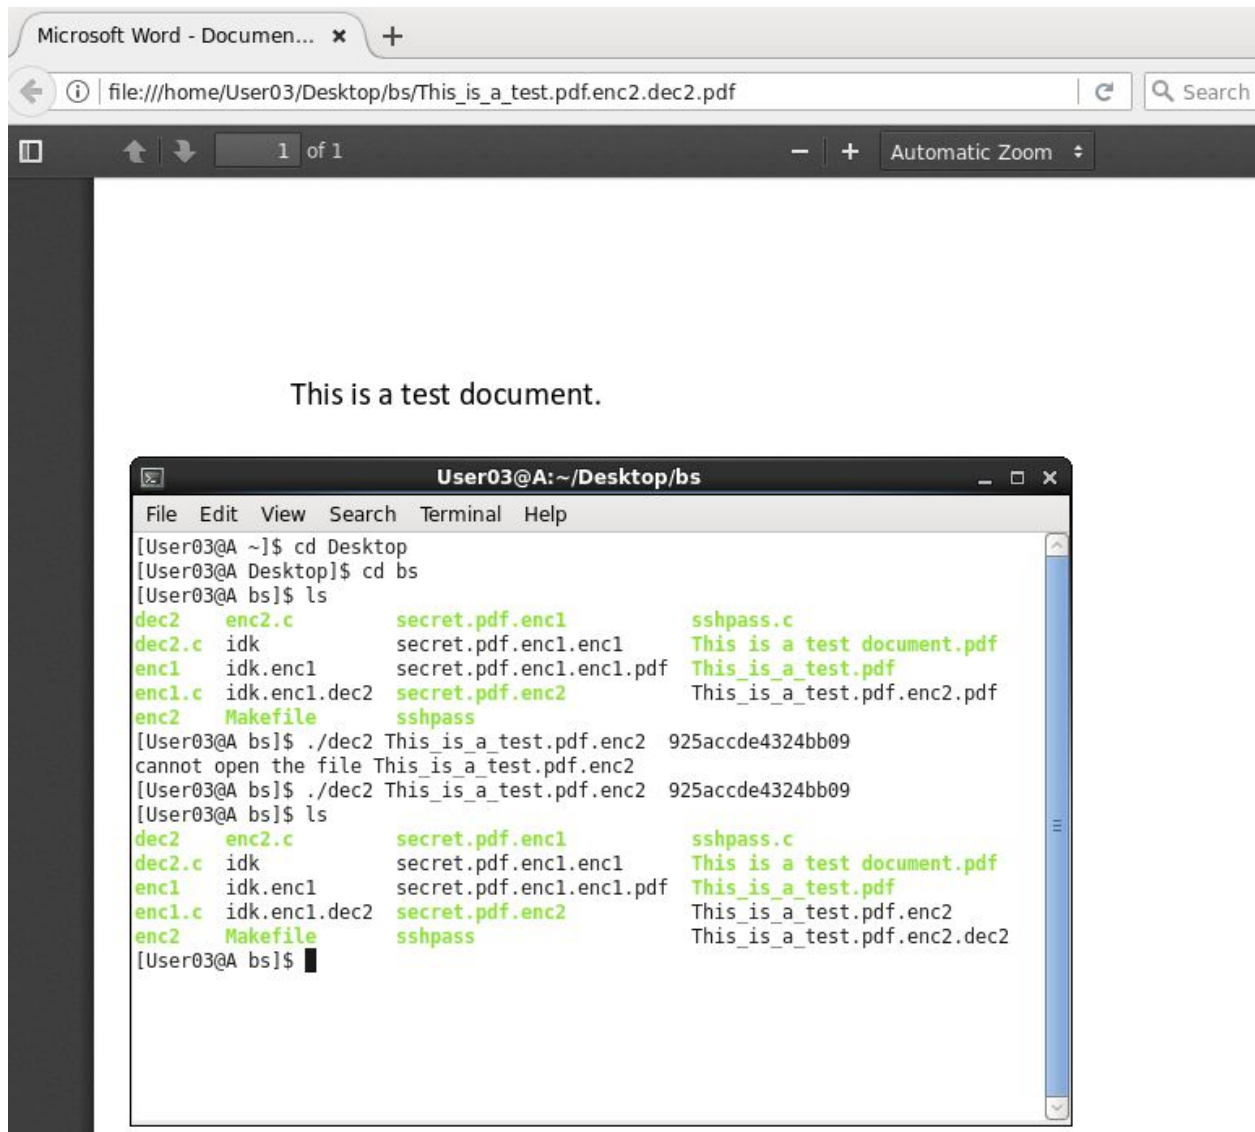 Microsoft Word - Documen... × +
file:///home/User03/Desktop/bs/This_is_a_test.pdf.enc2.dec2.pdf Search
1 of 1 − + Automatic Zoom
This is a test document.
User03@A:~/Desktop/bs
File Edit View Search Terminal Help
[User03@A ~]$ cd Desktop
[User03@A Desktop]$ cd bs
[User03@A bs]$ ls
dec2 enc2.c secret.pdf.enc1 sshpass.c
dec2.c idk secret.pdf.enc1.enc1 This is a test document.pdf
enc1 idk.enc1 secret.pdf.enc1.enc1.pdf This_is_a_test.pdf
enc1.c idk.enc1.dec2 secret.pdf.enc2 This_is_a_test.pdf.enc2.pdf
enc2 Makefile sshpass
[User03@A bs]$ ./dec2 This_is_a_test.pdf.enc2 925accde4324bb09
cannot open the file This_is_a_test.pdf.enc2
[User03@A bs]$ ./dec2 This_is_a_test.pdf.enc2 925accde4324bb09
[User03@A bs]$ ls
dec2 enc2.c secret.pdf.enc1 sshpass.c
dec2.c idk secret.pdf.enc1.enc1 This is a test document.pdf
enc1 idk.enc1 secret.pdf.enc1.enc1.pdf This_is_a_test.pdf
enc1.c idk.enc1.dec2 secret.pdf.enc2 This_is_a_test.pdf.enc2
enc2 Makefile sshpass This_is_a_test.pdf.enc2.dec2
[User03@A bs]$